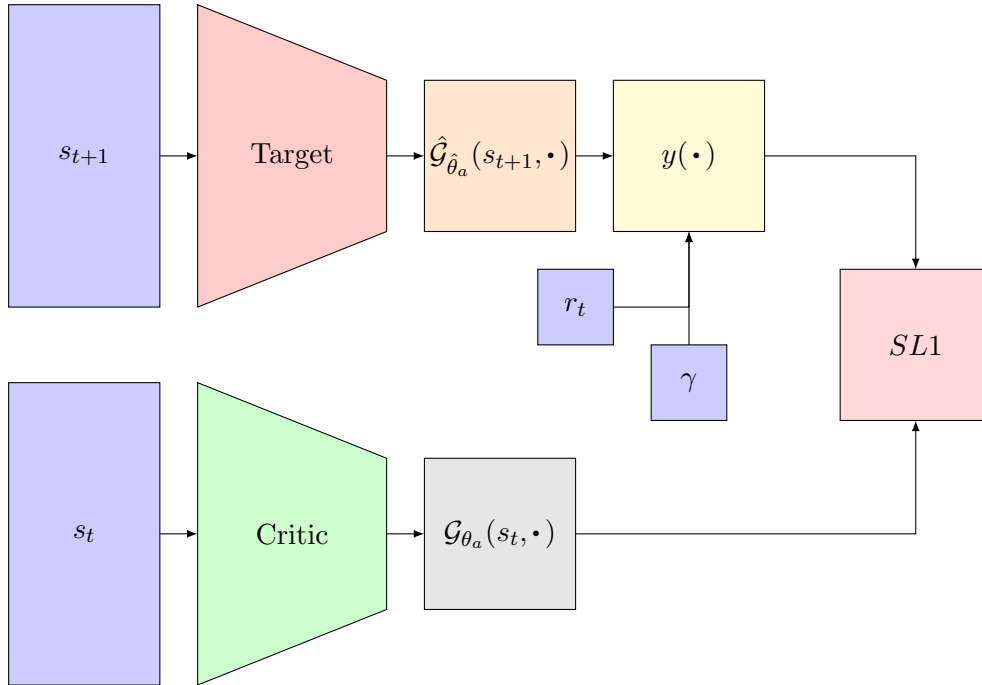 $s_{t+1}$
Target
$\hat{\mathcal{G}}_{\hat{\theta}_a}(s_{t+1}, \bullet)$
$y(\bullet)$
$r_t$
$\gamma$
$SL1$
$s_t$
Critic
$\mathcal{G}_{\theta_a}(s_t, \bullet)$